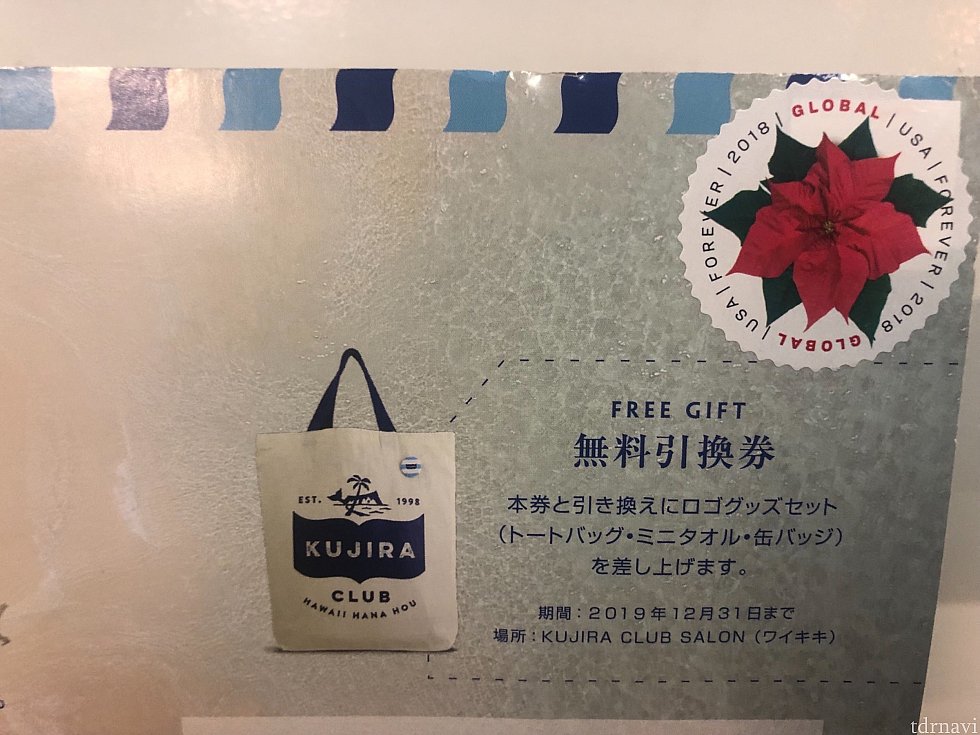 GLOBAL | USA | FOREVER | 2018 | GLOBAL | USA | FOREVER | 2018 |
FREE GIFT
無料引換券
本券と引き換えにロゴグッズセット
(トートバッグ・ミニタオル・缶バッジ)
を差し上げます。
期間:2019年12月31日まで
場所:KUJIRA CLUB SALON(ワイキキ)
EST. 1998
KUJIRA
CLUB
HAWAII HANA HOU
tdrnavi